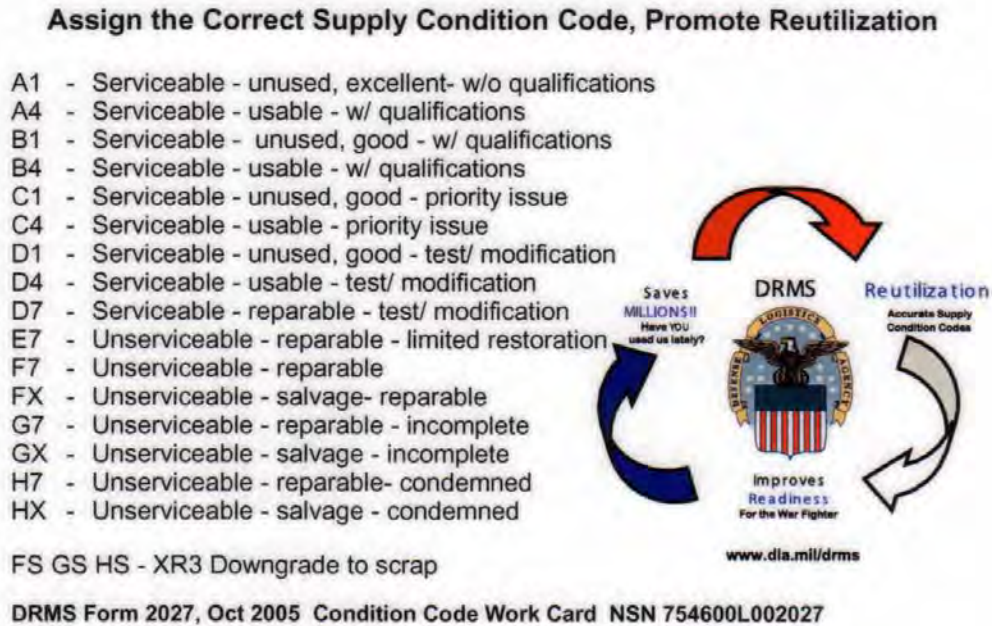 Assign the Correct Supply Condition Code, Promote Reutilization
A1 - Serviceable - unused, excellent- w/o qualifications
A4 - Serviceable - usable - w/ qualifications
B1 - Serviceable - unused, good - w/ qualifications
B4 - Serviceable - usable - w/ qualifications
C1 - Serviceable - unused, good - priority issue
C4 - Serviceable - usable - priority issue
D1 - Serviceable - unused, good - test/ modification
D4 - Serviceable - usable - test/ modification
D7 - Serviceable - reparable - test/ modification
E7 - Unserviceable - reparable - limited restoration
F7 - Unserviceable - reparable
FX - Unserviceable - salvage- reparable
G7 - Unserviceable - reparable - incomplete
GX - Unserviceable - salvage - incomplete
H7 - Unserviceable - reparable- condemned
HX - Unserviceable - salvage - condemned
FS GS HS - XR3 Downgrade to scrap
DRMS Form 2027, Oct 2005 Condition Code Work Card NSN 754600L002027
Saves
MILLIONS!!
Have YOU
used us lately?
DRMS
DEFENSE LOGISTICS AGENCY
Reutilization
Accurate Supply
Condition Codes
Improves
Readiness
For the War Fighter
www.dla.mil/drms